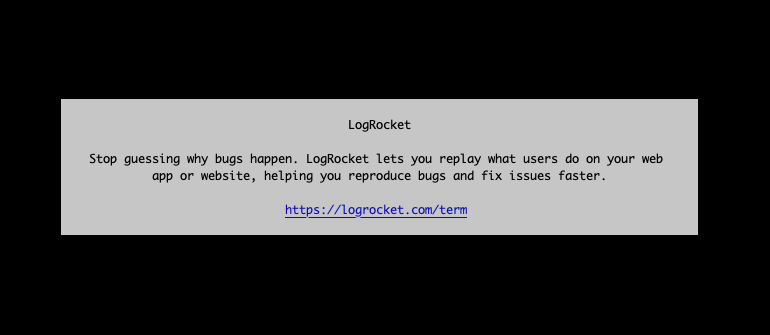 LogRocket
Stop guessing why bugs happen. LogRocket lets you replay what users do on your web
app or website, helping you reproduce bugs and fix issues faster.
https://logrocket.com/term